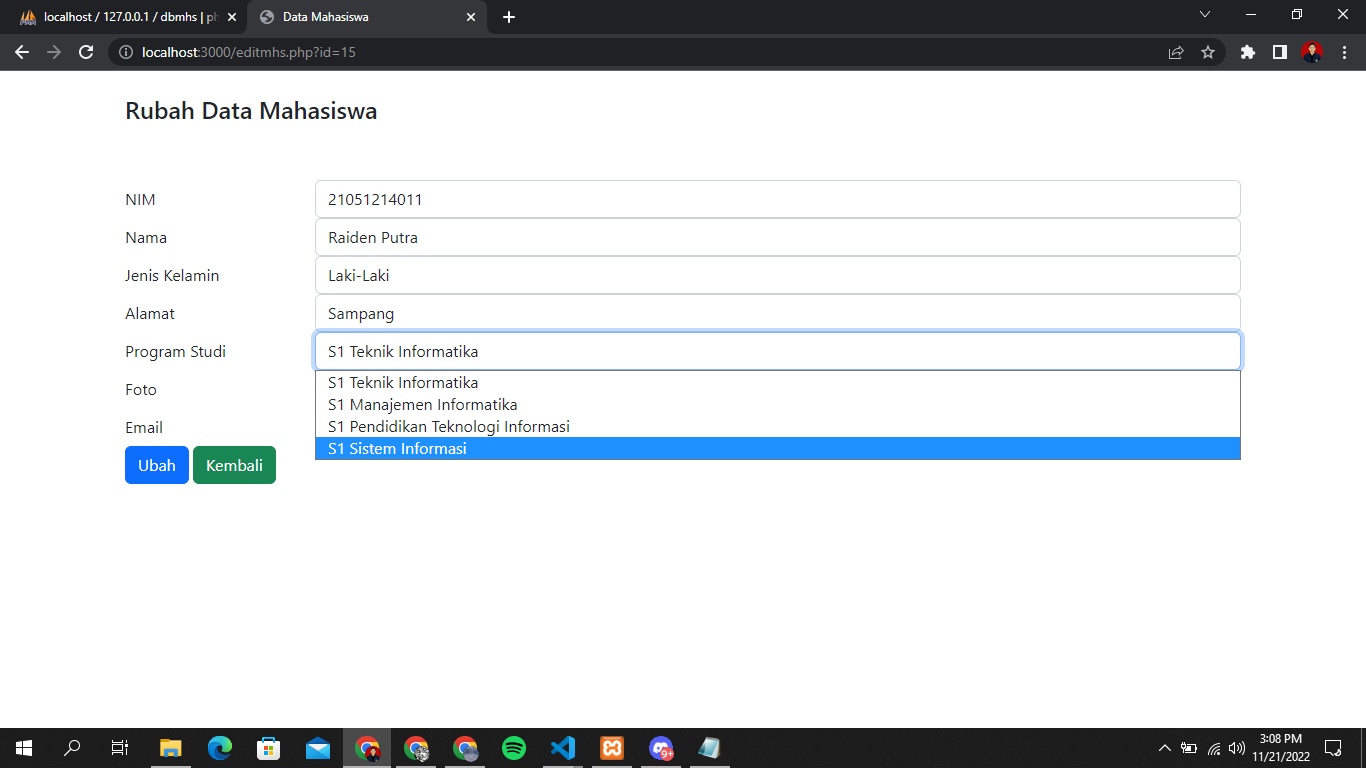 localhost / 127.0.0.1 / dbmhs | ph
Data Mahasiswa
localhost:3000/editmhs.php?id=15
Rubah Data Mahasiswa
NIM 21051214011
Nama Raiden Putra
Jenis Kelamin Laki-Laki
Alamat Sampang
Program Studi S1 Teknik Informatika
S1 Teknik Informatika
S1 Manajemen Informatika
S1 Pendidikan Teknologi Informasi
S1 Sistem Informasi
Foto
Email
Ubah Kembali
9+
3:08 PM
11/21/2022